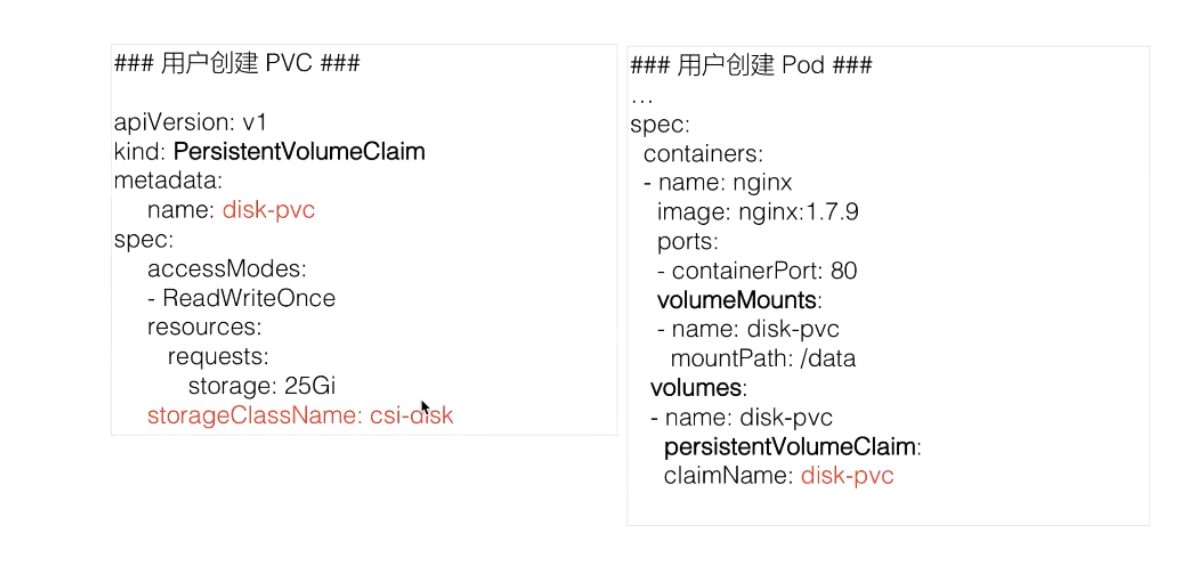 ### 用户创建 PVC ###
apiVersion: v1
kind: PersistentVolumeClaim
metadata:
name: disk-pvc
spec:
accessModes:
- ReadWriteOnce
resources:
requests:
storage: 25Gi
storageClassName: csi-disk
### 用户创建 Pod ###
...
spec:
containers:
- name: nginx
image: nginx:1.7.9
ports:
- containerPort: 80
volumeMounts:
- name: disk-pvc
mountPath: /data
volumes:
- name: disk-pvc
persistentVolumeClaim:
claimName: disk-pvc